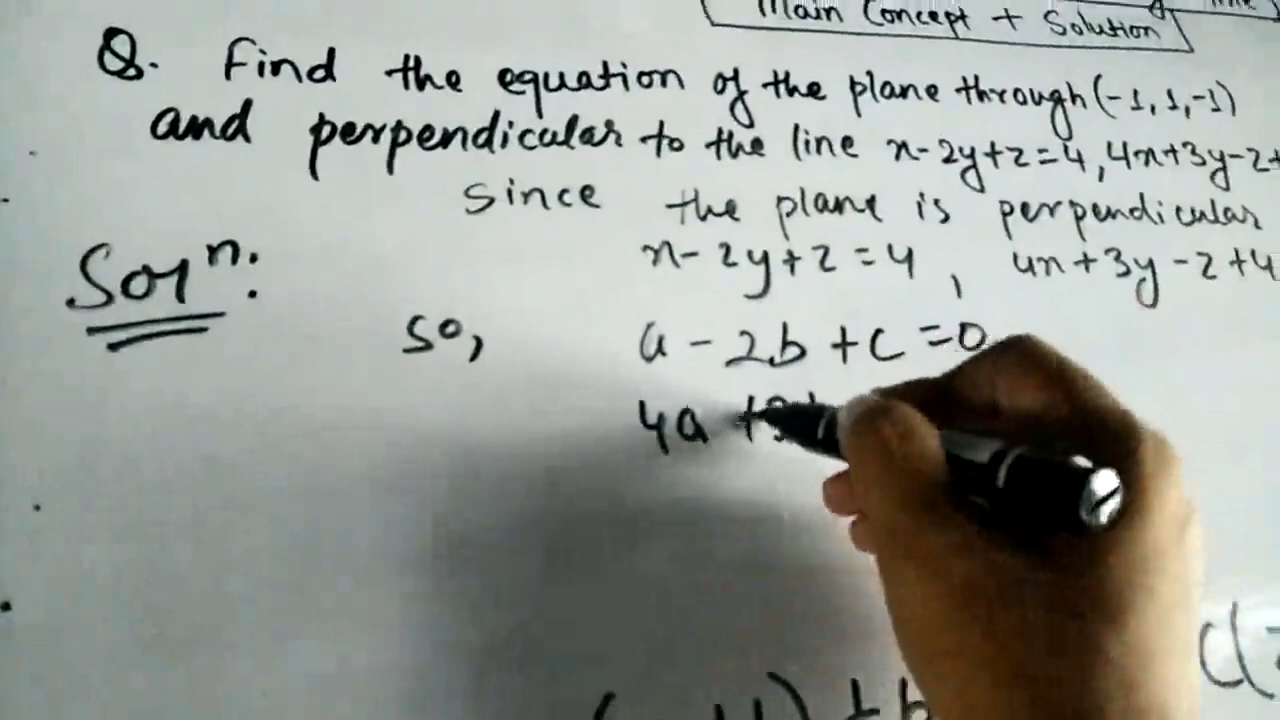 Main Concept + Solution
Q. Find the equation of the plane through (-1, 1, -1)
and perpendicular to the line x-2y+z=4, 4x+3y-z+
since the plane is perpendicular
Solⁿ:
x-2y+z=4, 4x+3y-z+4
so, a - 2b + c = 0
4a +3